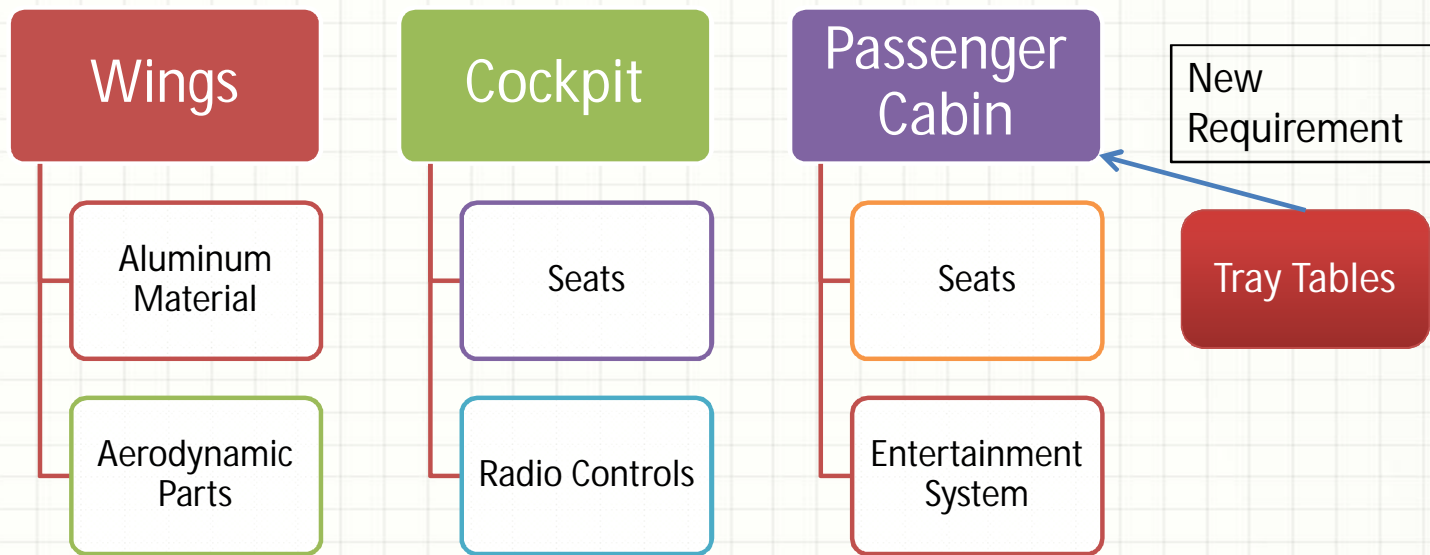 Wings
Aluminum
Material
Aerodynamic
Parts
Cockpit
Seats
Radio Controls
Passenger
Cabin
Seats
Entertainment
System
New
Requirement
Tray Tables